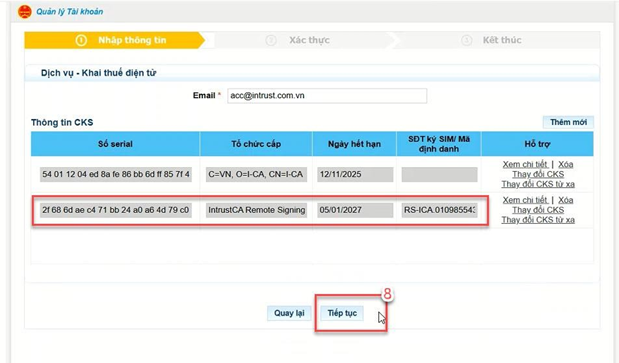 Quản lý Tài khoản
Nhập thông tin
Xác thực
Kết thúc
Dịch vụ - Khai thuế điện tử
Email * acc@intrust.com.vn
Thông tin CKS
Thêm mới
Số serial Tổ chức cấp Ngày hết hạn SĐT ký SIM/ Mã định danh Hỗ trợ
54 01 12 04 ed 8a fe 86 bb 6d ff 85 7f 4 C=VN, O=I-CA, CN=I-CA 12/11/2025
Xem chi tiết | Xóa
Thay đổi CKS
Thay đổi CKS từ xa
2f 68 6d ae c4 71 bb 24 a0 a6 4d 79 c0 IntrustCA Remote Signing 05/01/2027 RS-ICA.010985543
Xem chi tiết | Xóa
Thay đổi CKS
Thay đổi CKS từ xa
8
Quay lại Tiếp tục